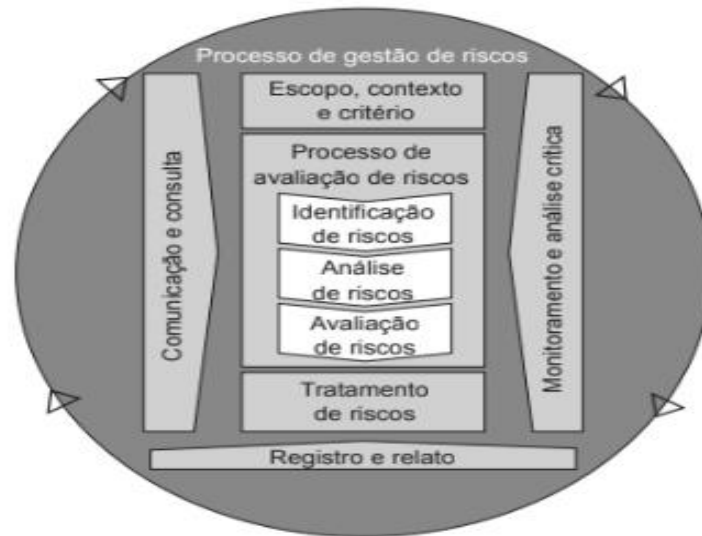 Processo de gestão de riscos
Escopo, contexto
e critério
Comunicação e consulta
Processo de
avaliação de riscos
Identificação
de riscos
Análise
de riscos
Avaliação
de riscos
Monitoramento e análise crítica
Tratamento
de riscos
Registro e relato